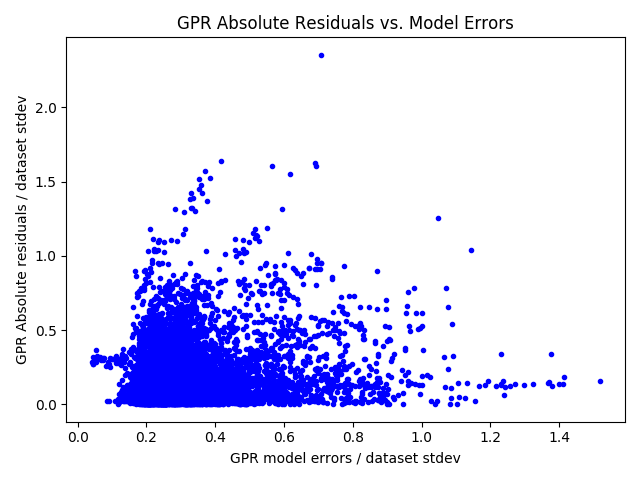 GPR Absolute Residuals vs. Model Errors
GPR Absolute residuals / dataset stdev
2.0
1.5
1.0
0.5
0.0
0.0 0.2 0.4 0.6 0.8 1.0 1.2 1.4
GPR model errors / dataset stdev